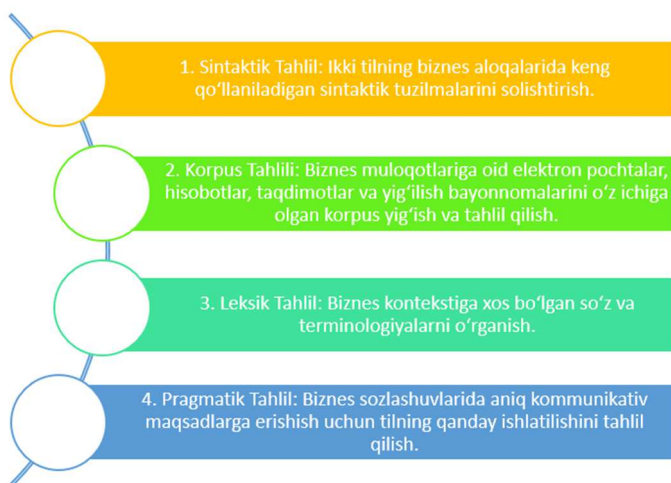 1. Sintaktik Tahlil: Ikki tilning biznes aloqalarida keng
qo‘llaniladigan sintaktik tuzilmalarini solishtirish.
2. Korpus Tahlili: Biznes muloqotlariga oid elektron pochtalar,
hisobotlar, taqdimotlar va yig‘ilish bayonnomalarini o‘z ichiga
olgan korpus yig‘ish va tahlil qilish.
3. Leksik Tahlil: Biznes kontekstiga xos bo‘lgan so‘z va
terminologiyalarni o‘rganish.
4. Pragmatik Tahlil: Biznes sozlashuvlarida aniq kommunikativ
maqsadlarga erishish uchun tilning qanday ishlatilishini tahlil
qilish.